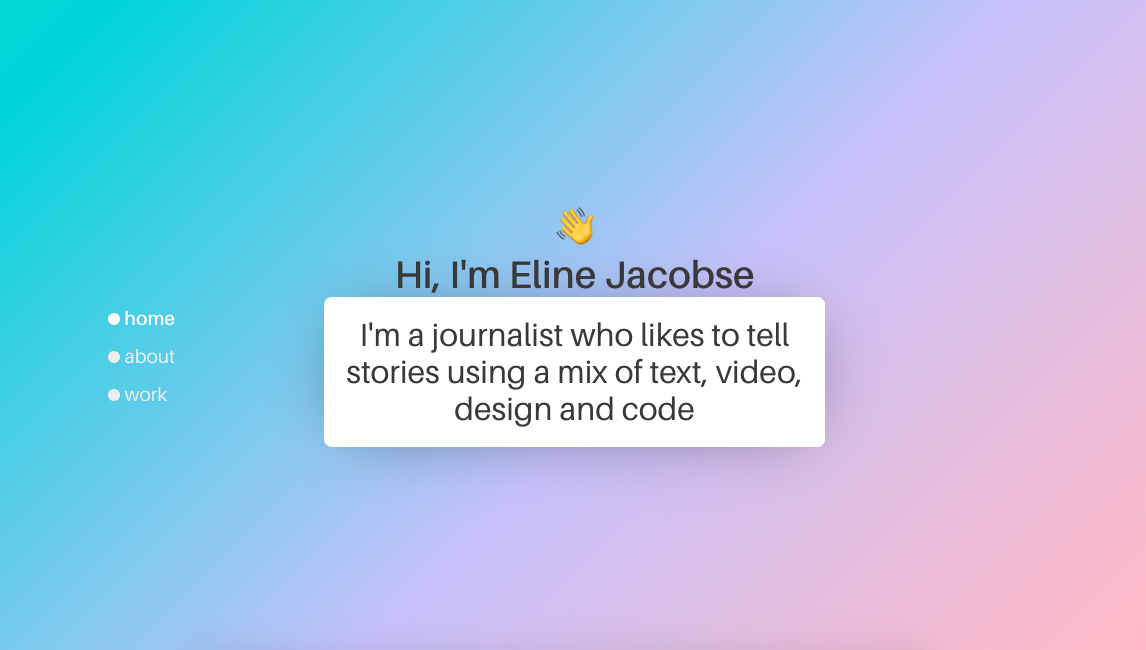 👋
Hi, I'm Eline Jacobse
home
about
work
I'm a journalist who likes to tell
stories using a mix of text, video,
design and code